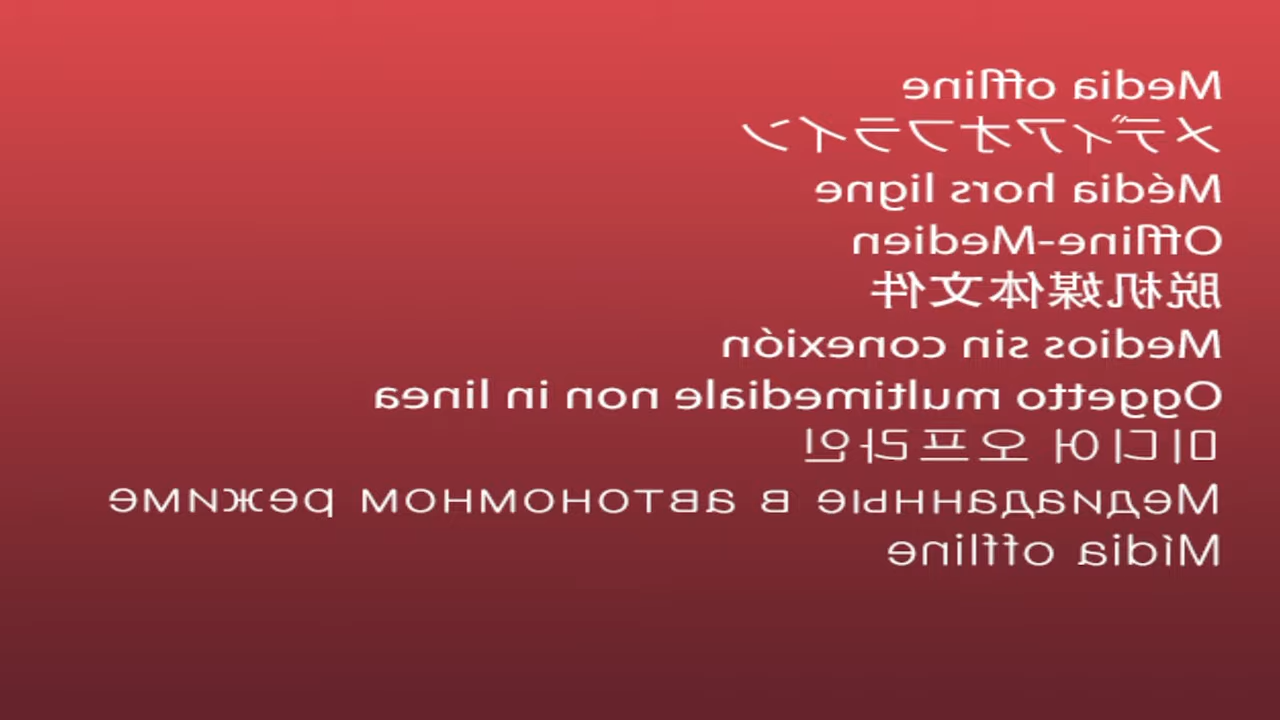 Media offline
メディアオフライン
Média hors ligne
Offline-Medien
脱机媒体文件
Medios sin conexión
Oggetto multimediale non in linea
미디어 오프라인
Медиаданные в автономном режиме
Mídia offline